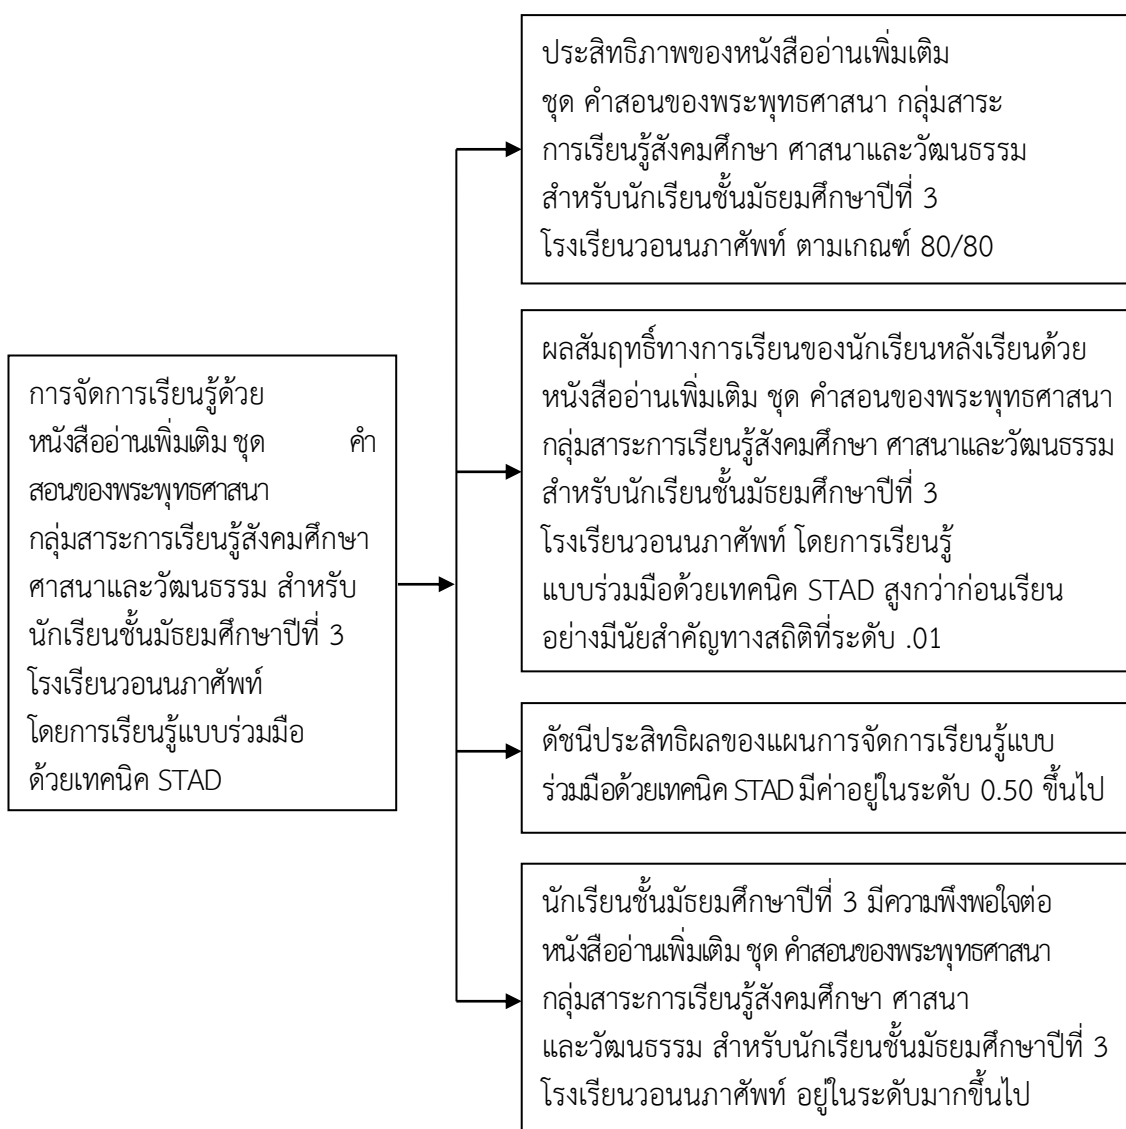 ประสิทธิภาพของหนังสืออ่านเพิ่มเติม
ชุด คำสอนของพระพุทธศาสนา กลุ่มสาระ
การเรียนรู้สังคมศึกษา ศาสนาและวัฒนธรรม
สำหรับนักเรียนชั้นมัธยมศึกษาปีที่ 3
โรงเรียนวอนนภาศัพท์ ตามเกณฑ์ 80/80
ผลสัมฤทธิ์ทางการเรียนของนักเรียนหลังเรียนด้วย
หนังสืออ่านเพิ่มเติม ชุด คำสอนของพระพุทธศาสนา
กลุ่มสาระการเรียนรู้สังคมศึกษา ศาสนาและวัฒนธรรม
สำหรับนักเรียนชั้นมัธยมศึกษาปีที่ 3
โรงเรียนวอนนภาศัพท์ โดยการเรียนรู้
แบบร่วมมือด้วยเทคนิค STAD สูงกว่าก่อนเรียน
อย่างมีนัยสำคัญทางสถิติที่ระดับ .01
การจัดการเรียนรู้ด้วย
หนังสืออ่านเพิ่มเติม ชุด คำ
สอนของพระพุทธศาสนา
กลุ่มสาระการเรียนรู้สังคมศึกษา
ศาสนาและวัฒนธรรม สำหรับ
นักเรียนชั้นมัธยมศึกษาปีที่ 3
โรงเรียนวอนนภาศัพท์
โดยการเรียนรู้แบบร่วมมือ
ด้วยเทคนิค STAD
ดัชนีประสิทธิผลของแผนการจัดการเรียนรู้แบบ
ร่วมมือด้วยเทคนิค STAD มีค่าอยู่ในระดับ 0.50 ขึ้นไป
นักเรียนชั้นมัธยมศึกษาปีที่ 3 มีความพึงพอใจต่อ
หนังสืออ่านเพิ่มเติม ชุด คำสอนของพระพุทธศาสนา
กลุ่มสาระการเรียนรู้สังคมศึกษา ศาสนา
และวัฒนธรรม สำหรับนักเรียนชั้นมัธยมศึกษาปีที่ 3
โรงเรียนวอนนภาศัพท์ อยู่ในระดับมากขึ้นไป